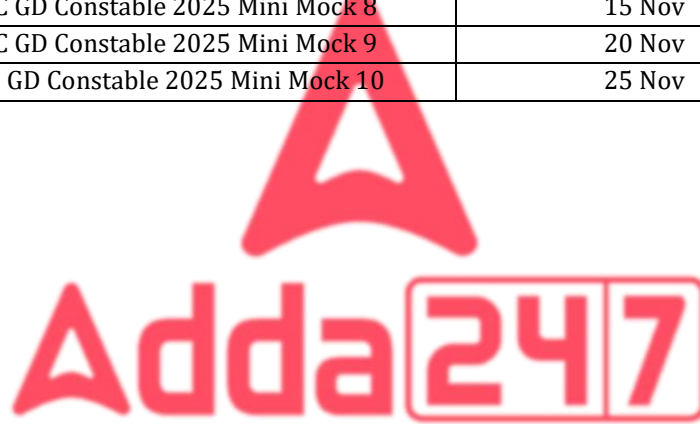 C GD Constable 2025 Mini Mock 8 15 Nov
C GD Constable 2025 Mini Mock 9 20 Nov
GD Constable 2025 Mini Mock 10 25 Nov
Adda247